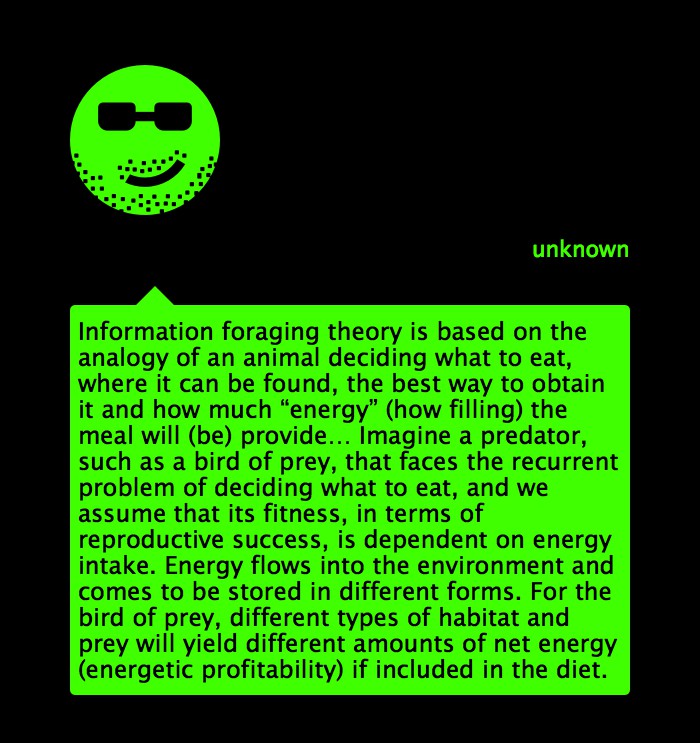 unknown
Information foraging theory is based on the
analogy of an animal deciding what to eat,
where it can be found, the best way to obtain
it and how much “energy” (how filling) the
meal will (be) provide… Imagine a predator,
such as a bird of prey, that faces the recurrent
problem of deciding what to eat, and we
assume that its fitness, in terms of
reproductive success, is dependent on energy
intake. Energy flows into the environment and
comes to be stored in different forms. For the
bird of prey, different types of habitat and
prey will yield different amounts of net energy
(energetic profitability) if included in the diet.